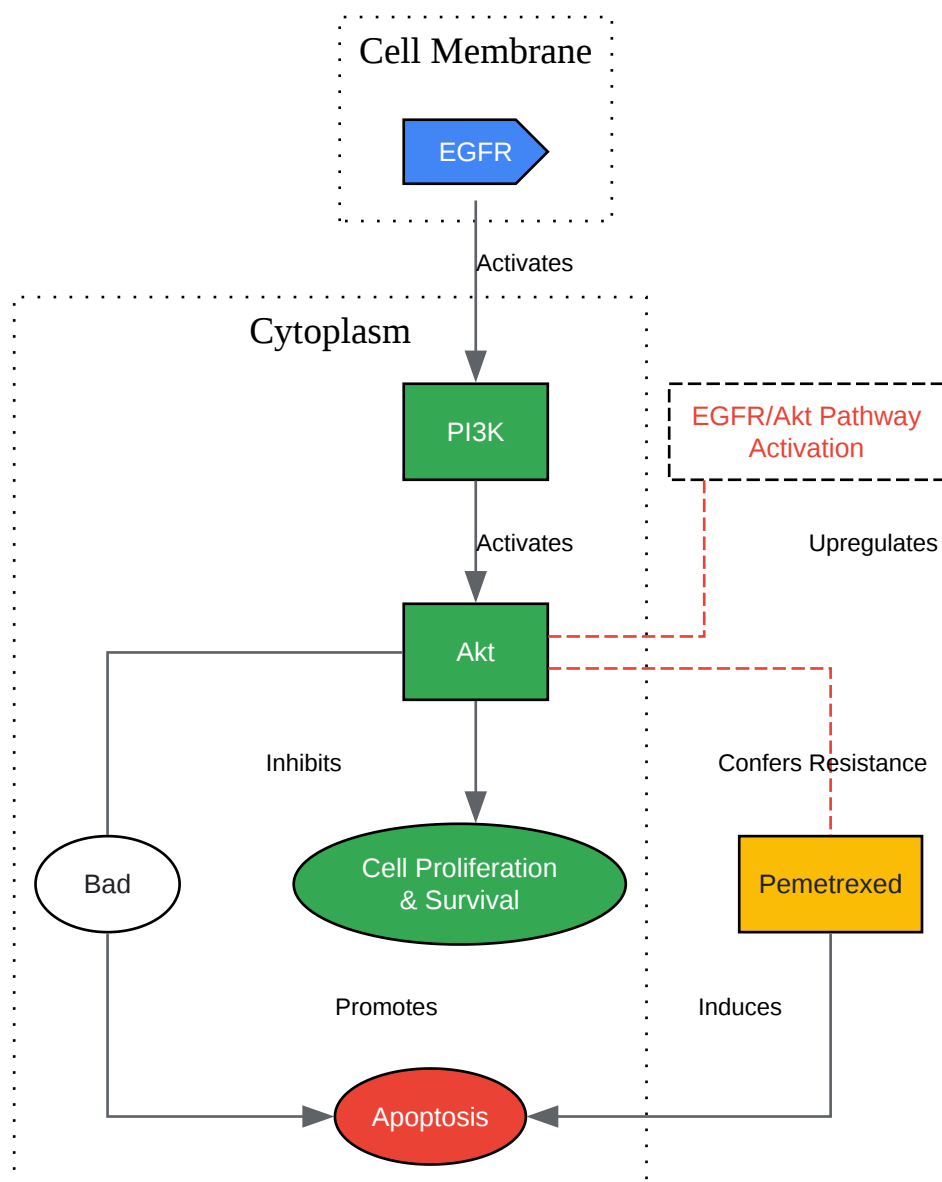 Cell Membrane
EGFR
Activates
Cytoplasm
PI3K
EGFR/Akt Pathway
Activation
Activates
Upregulates
Akt
Inhibits
Confers Resistance
Bad
Cell Proliferation
& Survival
Pemetrexed
Promotes
Induces
Apoptosis